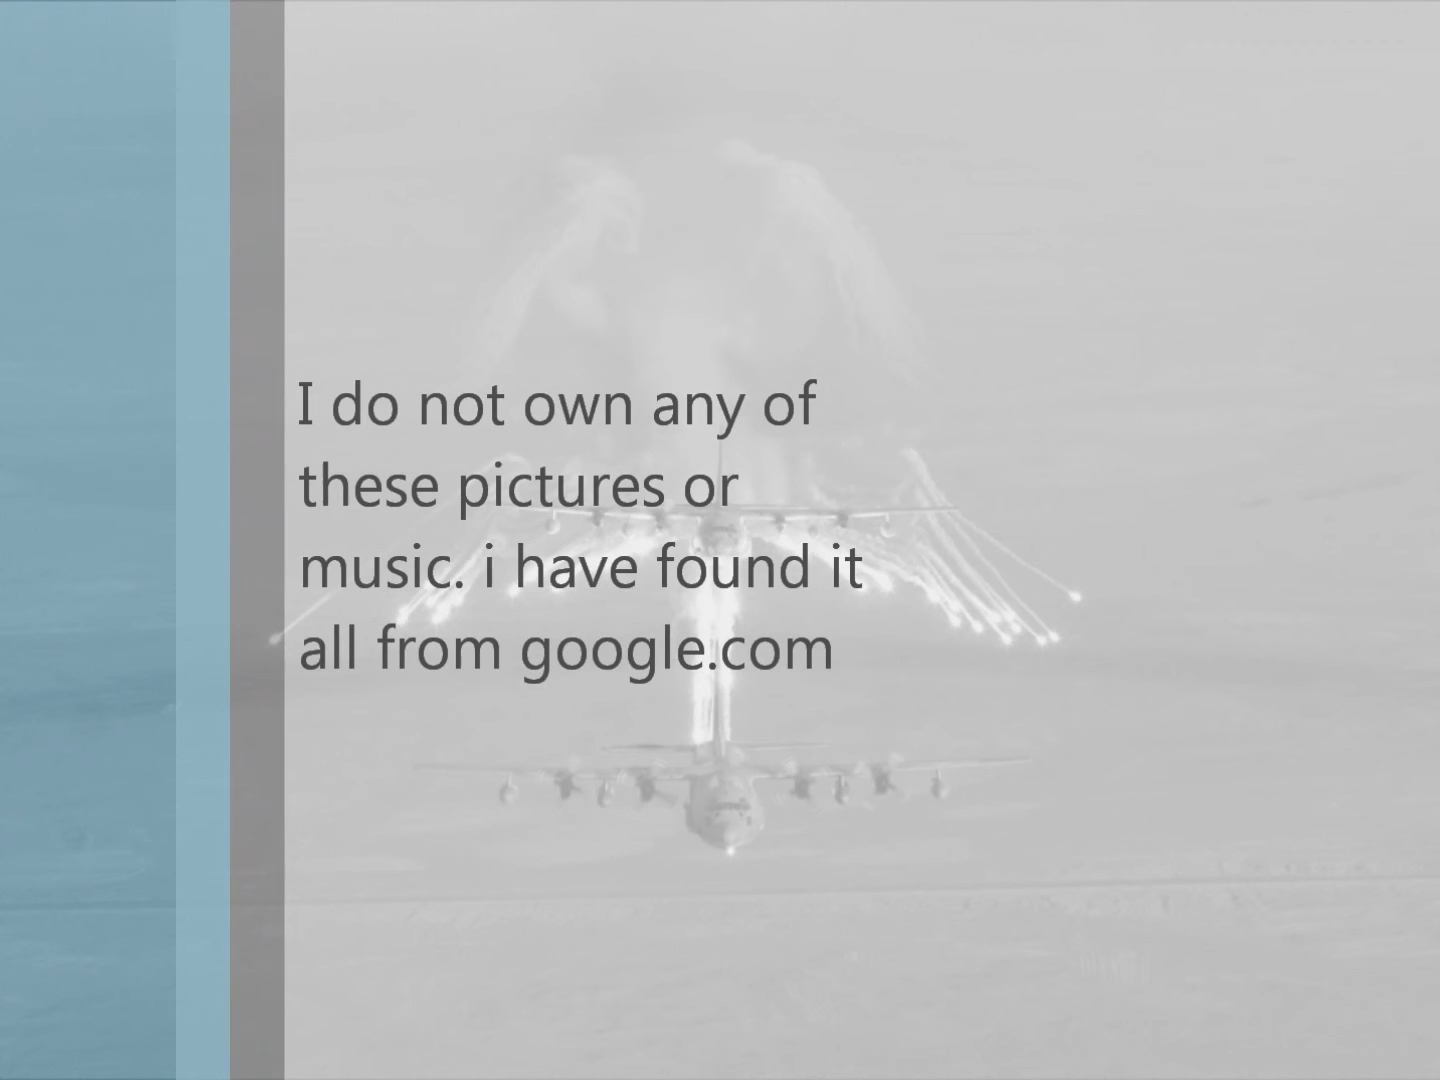 I do not own any of
these pictures or
music. i have found it
all from google.com